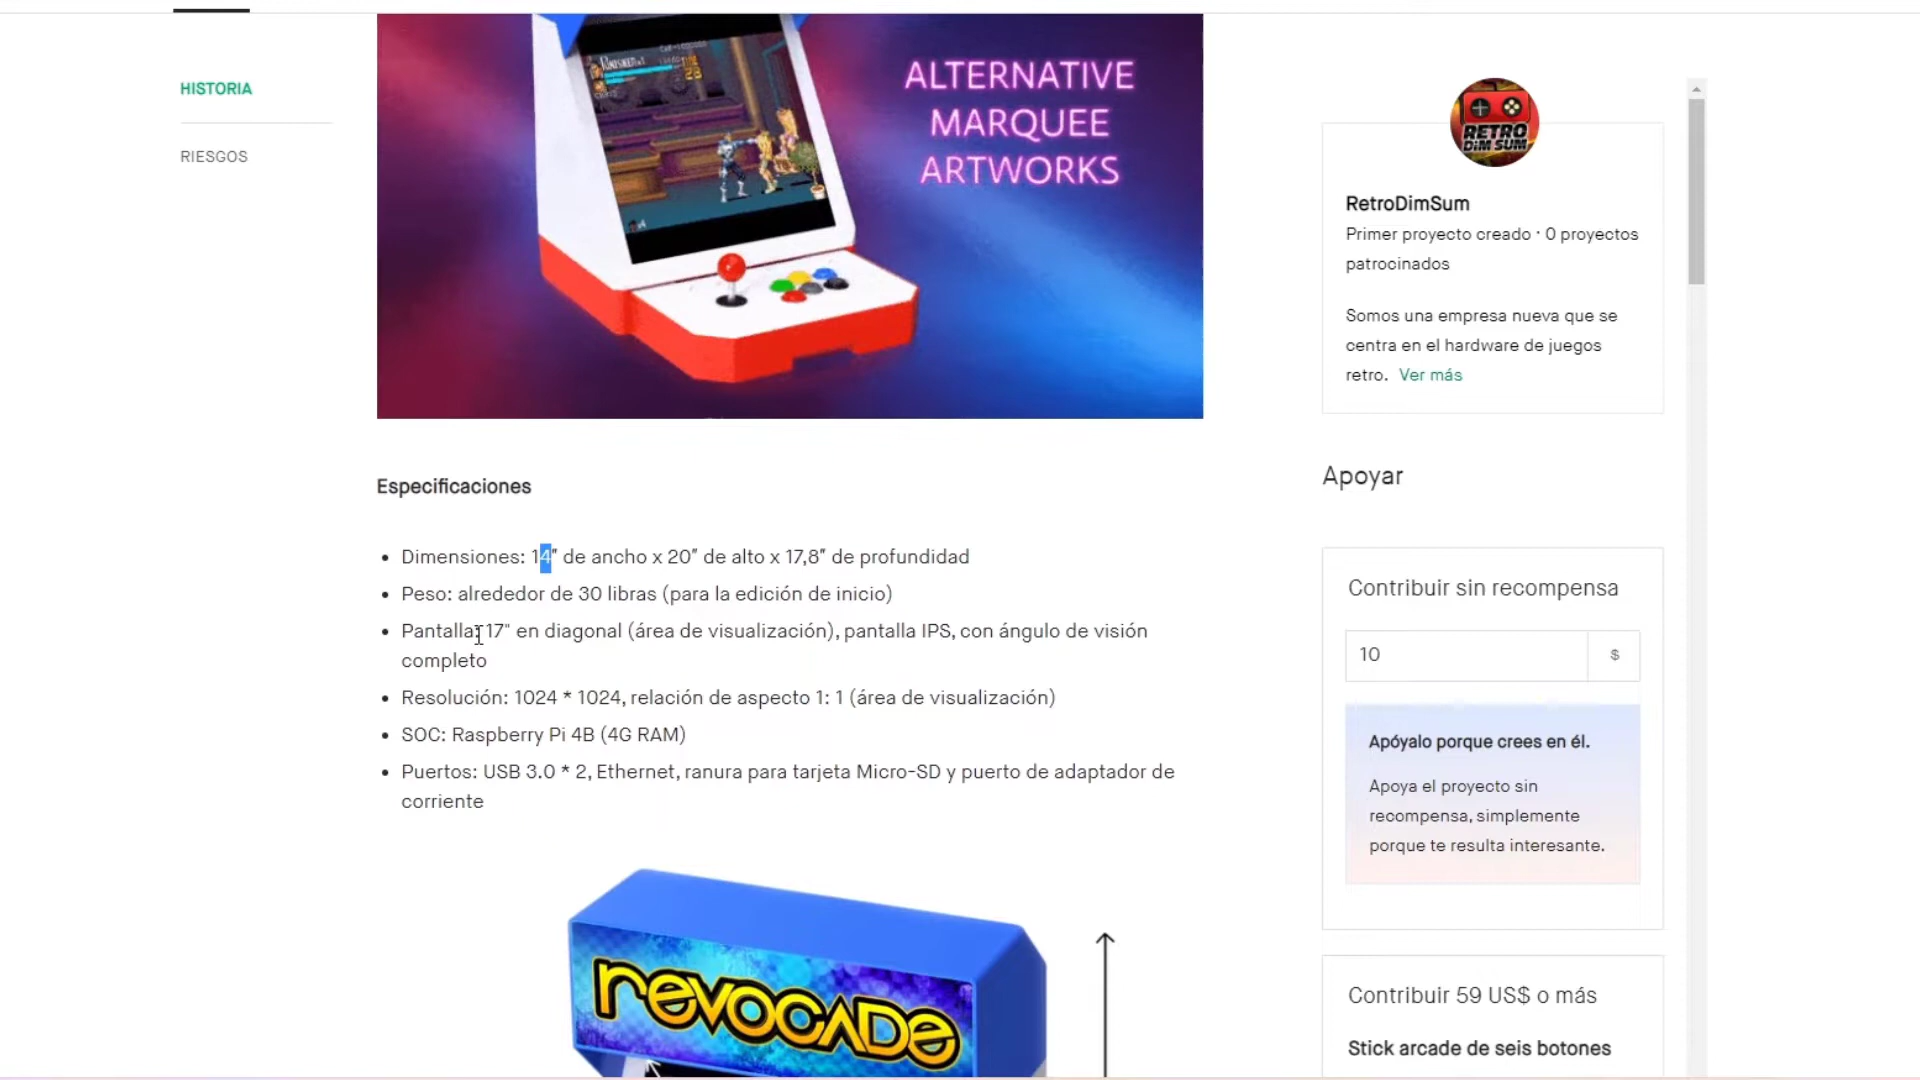 HISTORIA
RIESGOS
ALTERNATIVE
MARQUEE
ARTWORKS
RETRO
DIM SUM
RetroDimSum
Primer proyecto creado · 0 proyectos
patrocinados
Somos una empresa nueva que se
centra en el hardware de juegos
retro. Ver más
Especificaciones
• Dimensiones: 14″ de ancho x 20″ de alto x 17,8″ de profundidad
• Peso: alrededor de 30 libras (para la edición de inicio)
• Pantalla: 17" en diagonal (área de visualización), pantalla IPS, con ángulo de visión
completo
• Resolución: 1024 * 1024, relación de aspecto 1: 1 (área de visualización)
• SOC: Raspberry Pi 4B (4G RAM)
• Puertos: USB 3.0 * 2, Ethernet, ranura para tarjeta Micro-SD y puerto de adaptador de
corriente
revocade
Apoyar
Contribuir sin recompensa
10 $
Apóyalo porque crees en él.
Apoya el proyecto sin
recompensa, simplemente
porque te resulta interesante.
Contribuir 59 US$ o más
Stick arcade de seis botones